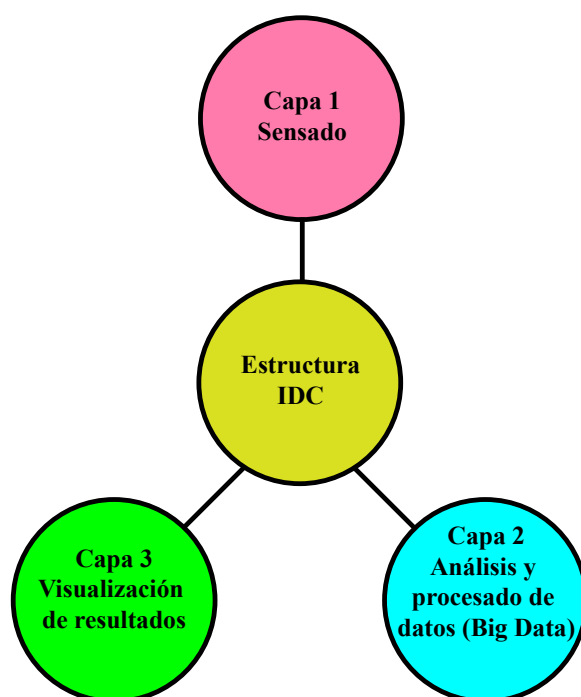 Capa 1
Sensado
Estructura
IDC
Capa 3
Visualización
de resultados
Capa 2
Análisis y
procesado de
datos (Big Data)